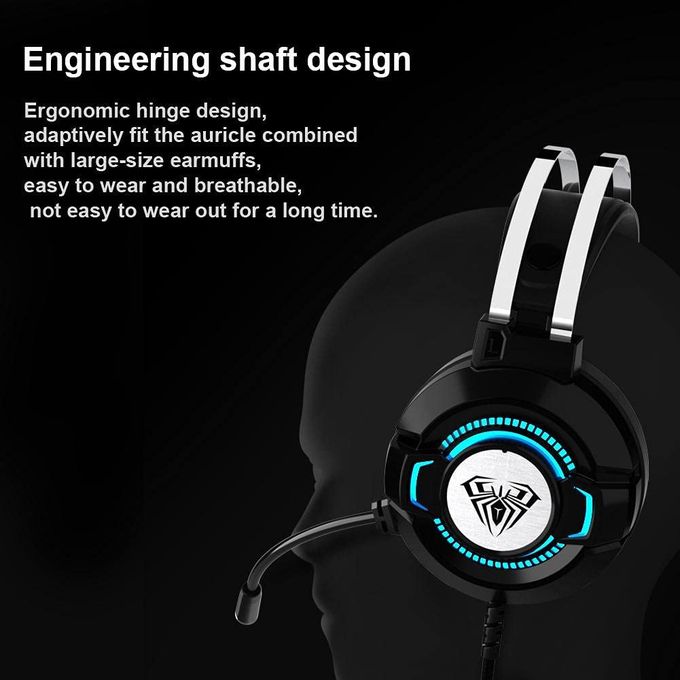 Engineering shaft design
Ergonomic hinge design,
adaptively fit the auricle combined
with large-size earmuffs,
easy to wear and breathable,
not easy to wear out for a long time.